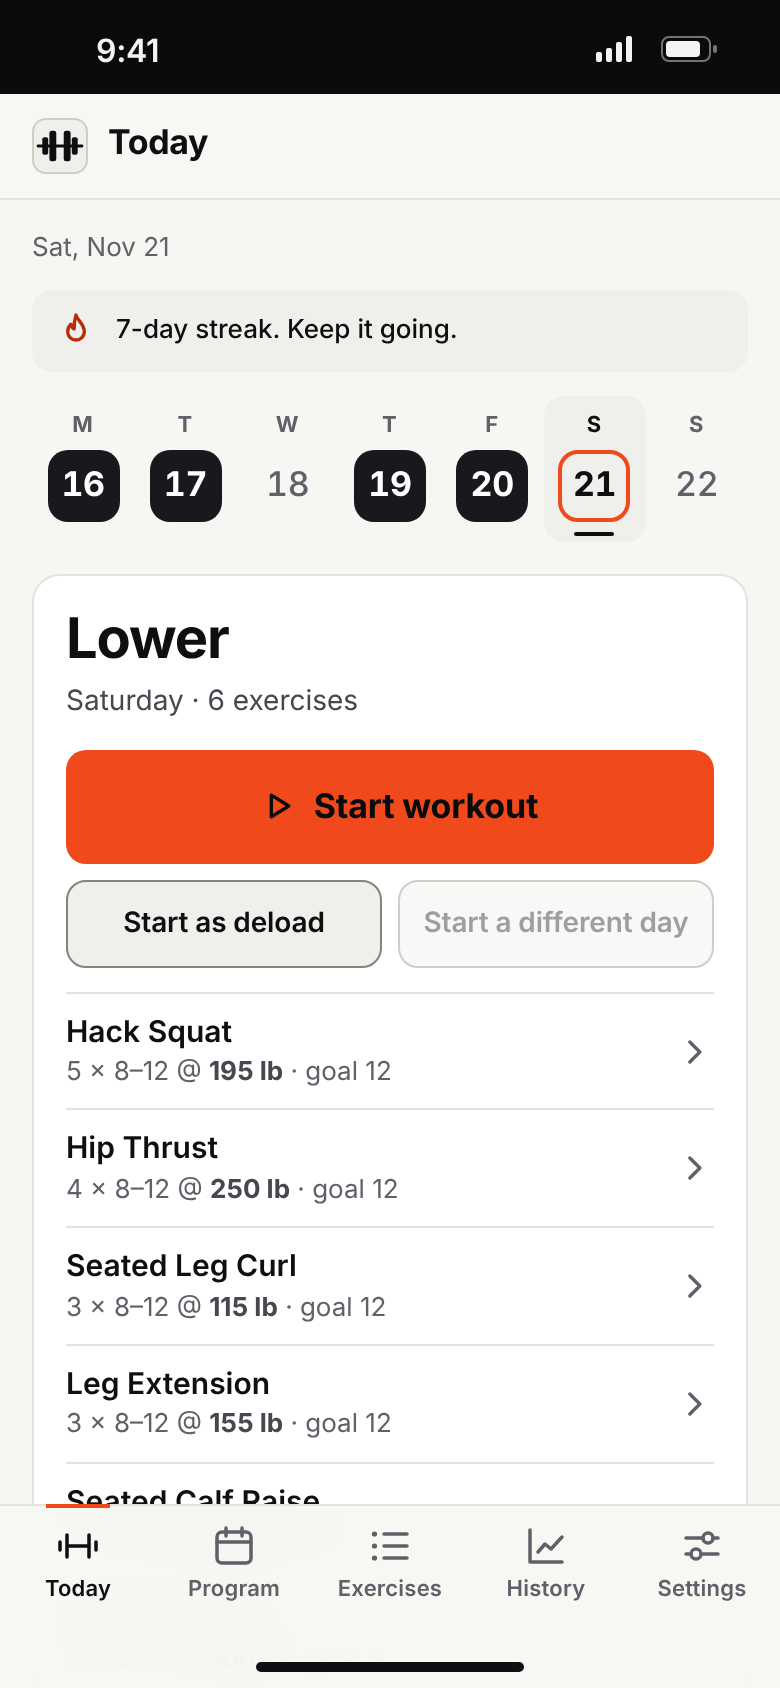 9:41
Today
Sat, Nov 21
7-day streak. Keep it going.
M T W T F S S
16 17 18 19 20 21 22
Lower
Saturday · 6 exercises
Start workout
Start as deload
Start a different day
Hack Squat
5 × 8–12 @ 195 lb · goal 12
Hip Thrust
4 × 8–12 @ 250 lb · goal 12
Seated Leg Curl
3 × 8–12 @ 115 lb · goal 12
Leg Extension
3 × 8–12 @ 155 lb · goal 12
Seated Calf Raise
Today Program Exercises History Settings